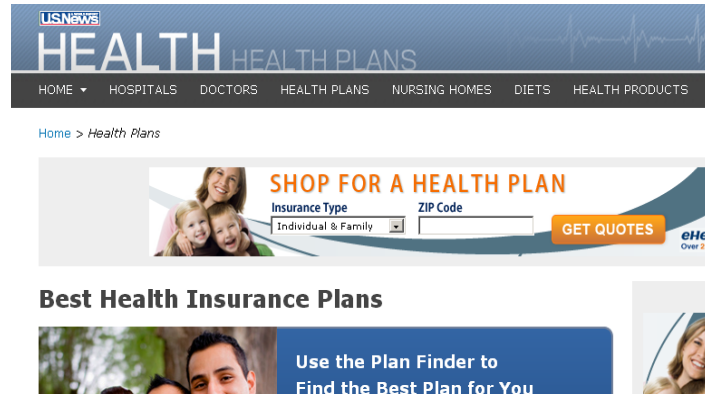 U.S.News
HEALTH HEALTH PLANS
HOME HOSPITALS DOCTORS HEALTH PLANS NURSING HOMES DIETS HEALTH PRODUCTS
Home > Health Plans
SHOP FOR A HEALTH PLAN
Insurance Type ZIP Code
Individual & Family
GET QUOTES
eHe
Over 2
Best Health Insurance Plans
Use the Plan Finder to
Find the Best Plan for You